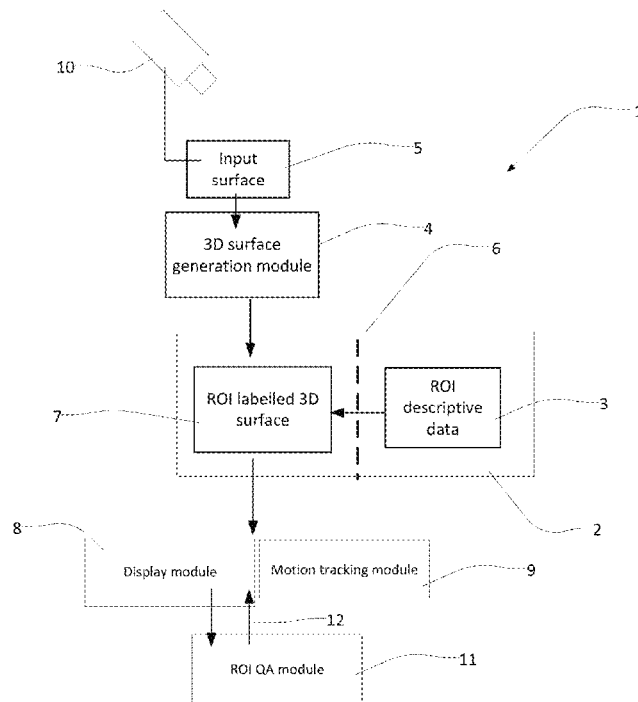 10
1
Input
surface
5
3D surface
generation module
4
6
ROI labelled 3D
surface
7
ROI
descriptive
data
3
2
8
Display module
Motion tracking module
9
12
ROI QA module
11